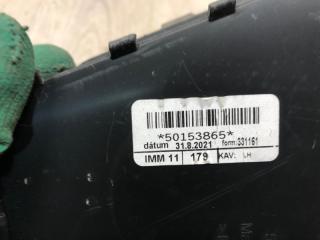 *50153865*
dátum 31.8.2021 form:331161
IMM 11 179 KAV: LH